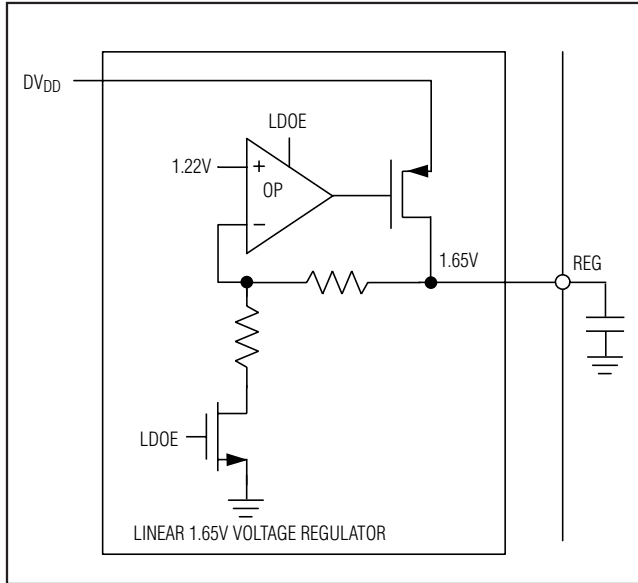 DVDD
LDOE
1.22V
+
OP
−
1.65V
REG
LDOE
LINEAR 1.65V VOLTAGE REGULATOR